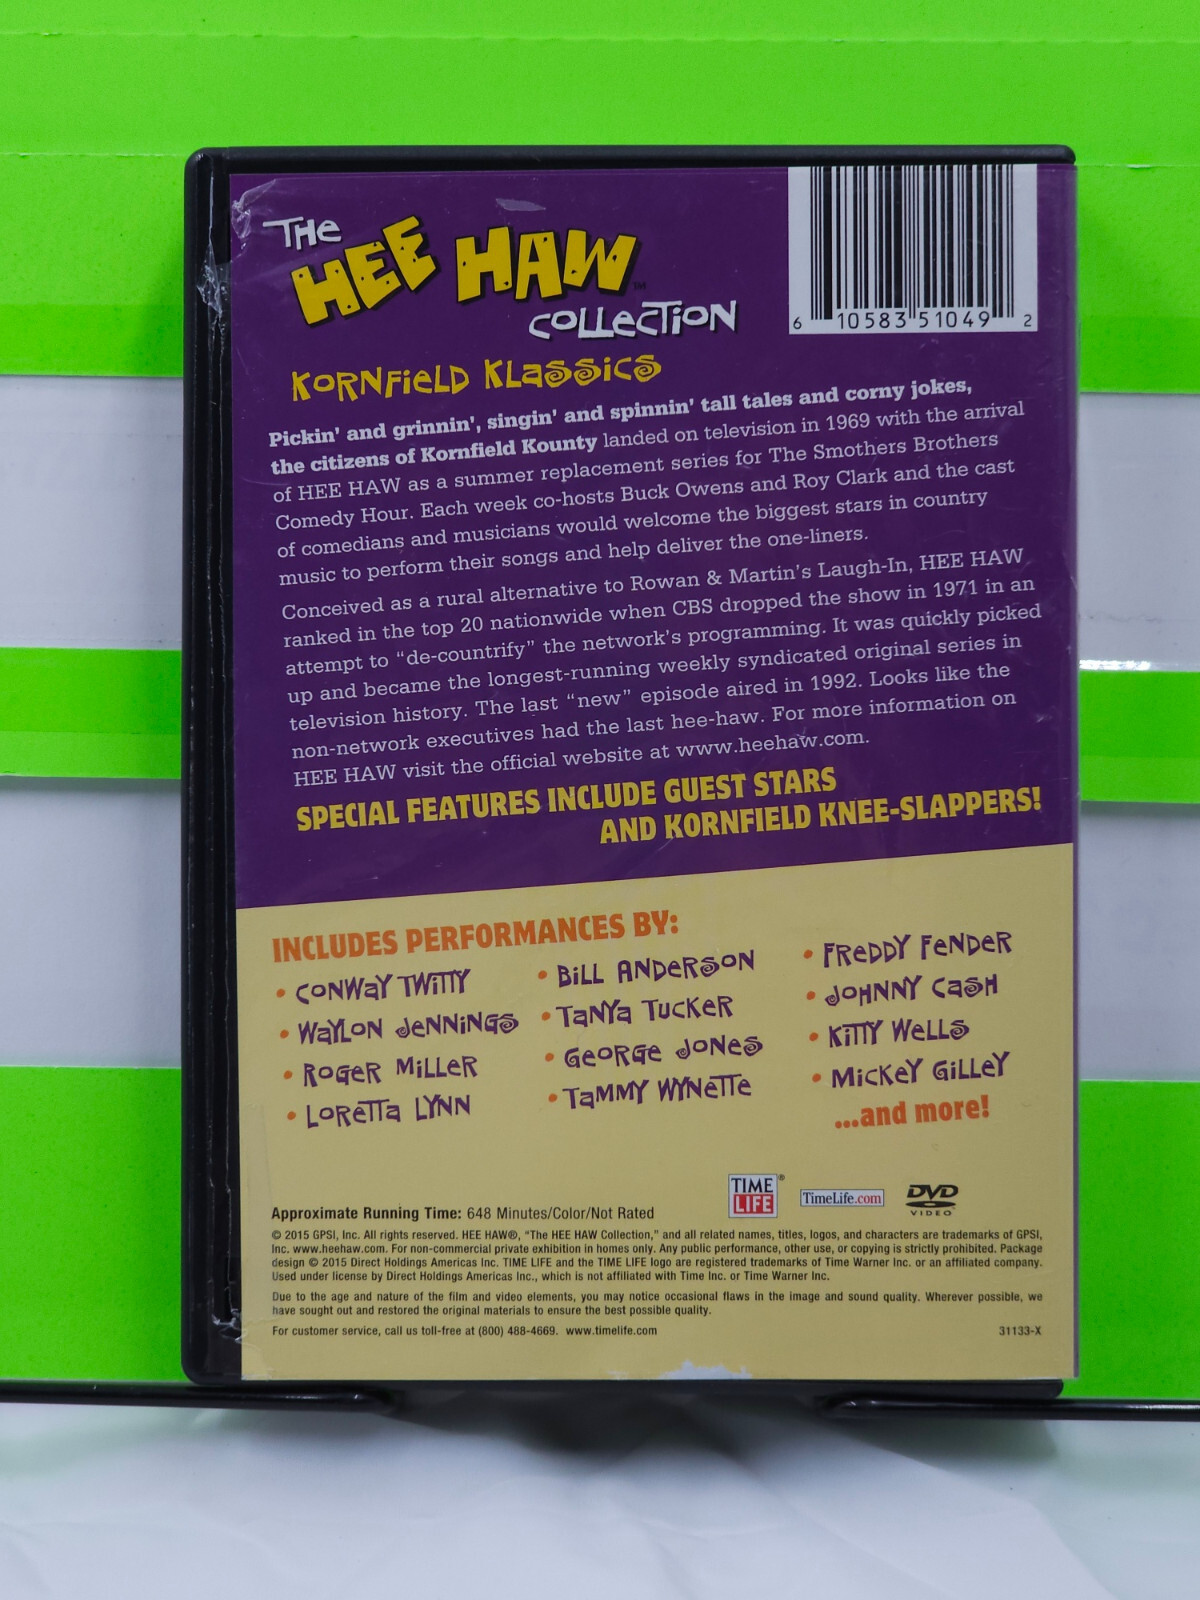 THE
HEE HAW™
COLLECTION
KORNFIELD KLASSICS
6 10583 51049 2
Pickin' and grinnin', singin' and spinnin' tall tales and corny jokes,
the citizens of Kornfield Kounty landed on television in 1969 with the arrival
of HEE HAW as a summer replacement series for The Smothers Brothers
Comedy Hour. Each week co-hosts Buck Owens and Roy Clark and the cast
of comedians and musicians would welcome the biggest stars in country
music to perform their songs and help deliver the one-liners.
Conceived as a rural alternative to Rowan & Martin's Laugh-In, HEE HAW
ranked in the top 20 nationwide when CBS dropped the show in 1971 in an
attempt to “de-countrify” the network's programming. It was quickly picked
up and became the longest-running weekly syndicated original series in
television history. The last “new” episode aired in 1992. Looks like the
non-network executives had the last hee-haw. For more information on
HEE HAW visit the official website at www.heehaw.com.
SPECIAL FEATURES INCLUDE GUEST STARS
AND KORNFIELD KNEE-SLAPPERS!
INCLUDES PERFORMANCES BY:
• CONWAY TWITTY
• WAYLON JENNINGS
• ROGER MILLER
• LORETTA LYNN
• BILL ANDERSON
• TANYA TUCKER
• GEORGE JONES
• TAMMY WYNETTE
• FREDDY FENDER
• JOHNNY CASH
• KITTY WELLS
• MICKEY GILLEY
...and more!
TIME
LIFE®
TimeLife.com
DVD
VIDEO™
Approximate Running Time: 648 Minutes/Color/Not Rated
© 2015 GPSI, Inc. All rights reserved. HEE HAW®, “The HEE HAW Collection,” and all related names, titles, logos, and characters are trademarks of GPSI,
Inc. www.heehaw.com. For non-commercial private exhibition in homes only. Any public performance, other use, or copying is strictly prohibited. Package
design © 2015 Direct Holdings Americas Inc. TIME LIFE and the TIME LIFE logo are registered trademarks of Time Warner Inc. or an affiliated company.
Used under license by Direct Holdings Americas Inc., which is not affiliated with Time Inc. or Time Warner Inc.
Due to the age and nature of the film and video elements, you may notice occasional flaws in the image and sound quality. Wherever possible, we
have sought out and restored the original materials to ensure the best possible quality.
For customer service, call us toll-free at (800) 488-4669. www.timelife.com
31133-X